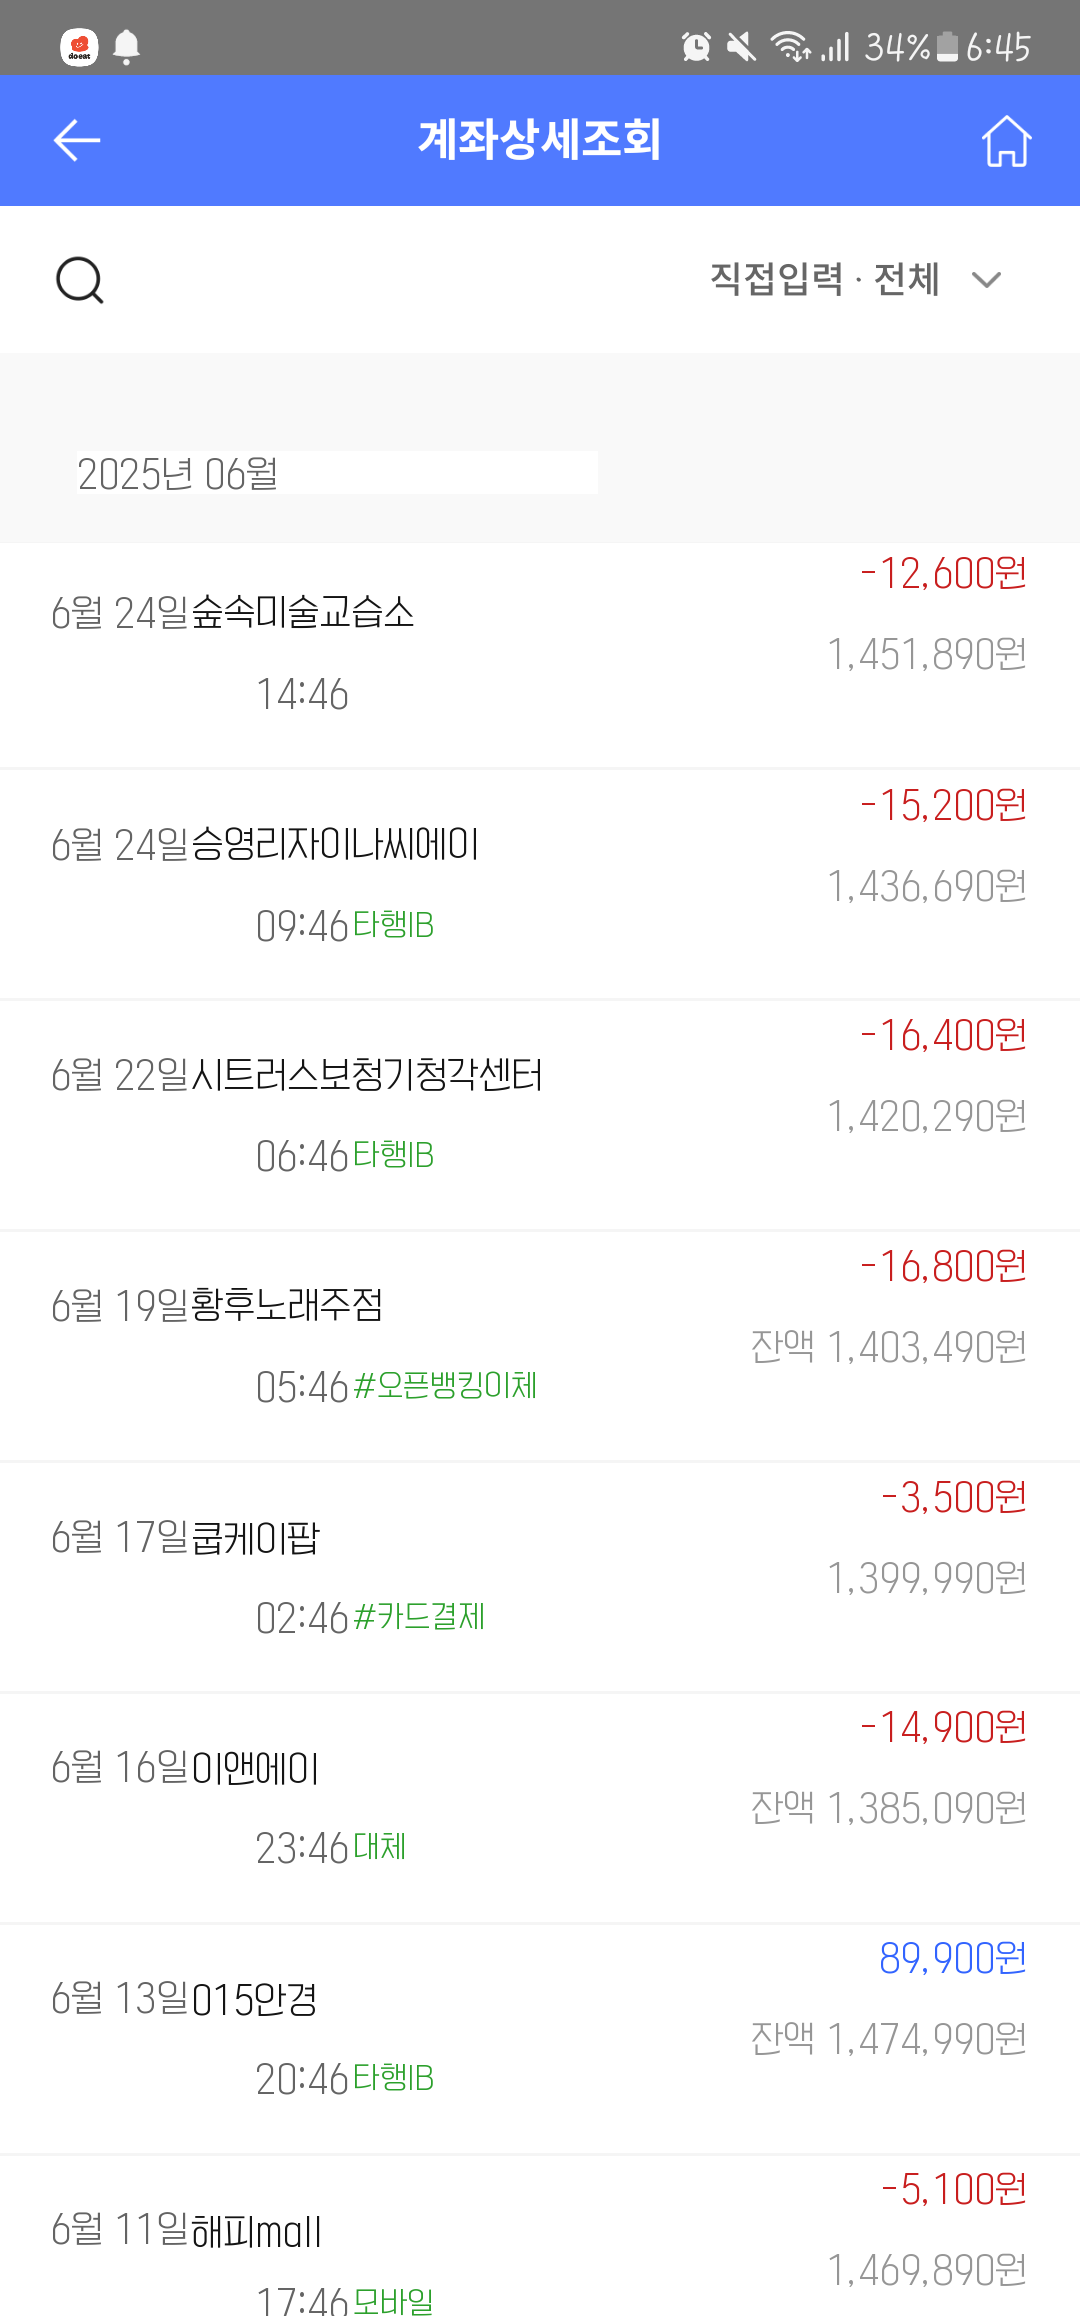 doeat 34% 6:45
계좌상세조회
직접입력 · 전체
2025년 06월
-12,600원
6월 24일 숲속미술교습소
1,451,890원
14:46
-15,200원
6월 24일 승영리자이나씨에이
1,436,690원
09:46 타행IB
-16,400원
6월 22일 시트러스보청기청각센터
1,420,290원
06:46 타행IB
-16,800원
6월 19일 황후노래주점
잔액 1,403,490원
05:46 #오픈뱅킹이체
-3,500원
6월 17일 쿱케이팝
1,399,990원
02:46 #카드결제
-14,900원
6월 16일 이앤에이
잔액 1,385,090원
23:46 대체
89,900원
6월 13일 015안경
잔액 1,474,990원
20:46 타행IB
-5,100원
6월 11일 해피mall
1,469,890원
17:46 모바일